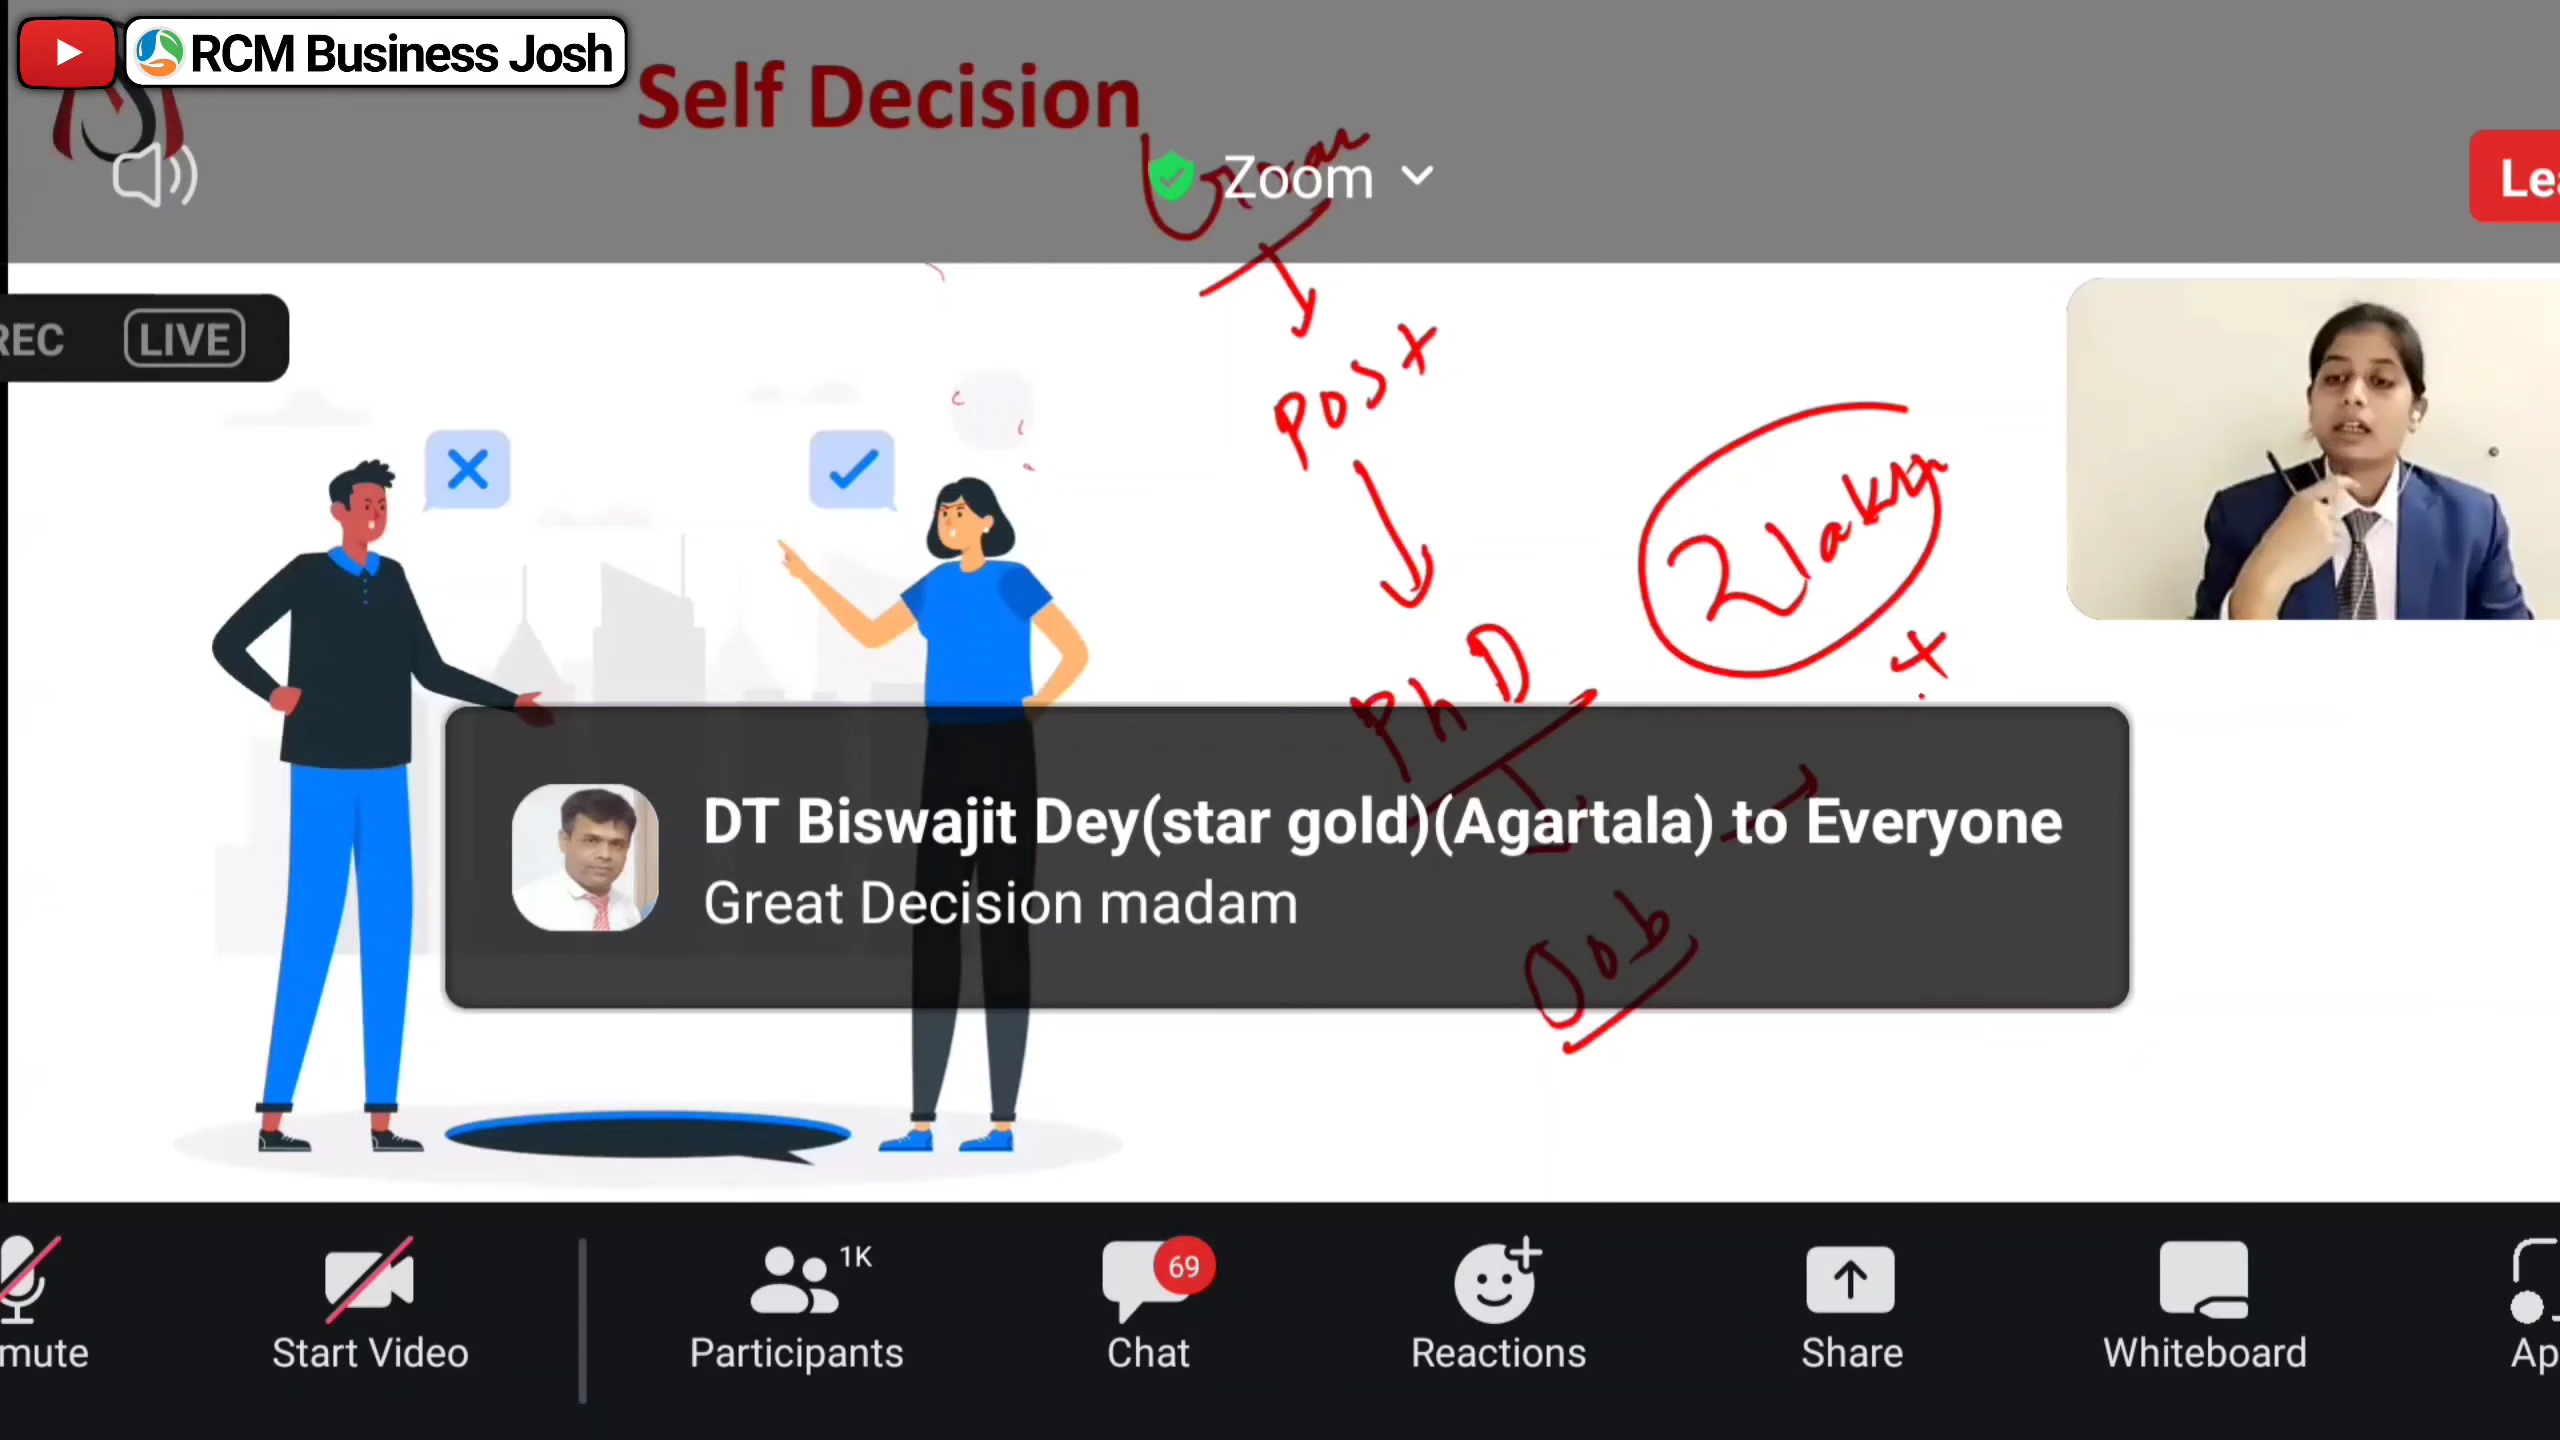 RCM Business Josh
Self Decision
Zoom
Lea
REC LIVE
Post
2 lakh
PhD
DT Biswajit Dey(star gold)(Agartala) to Everyone
Great Decision madam
Job
1K
69
mute
Start Video
Participants
Chat
Reactions
Share
Whiteboard
Ap